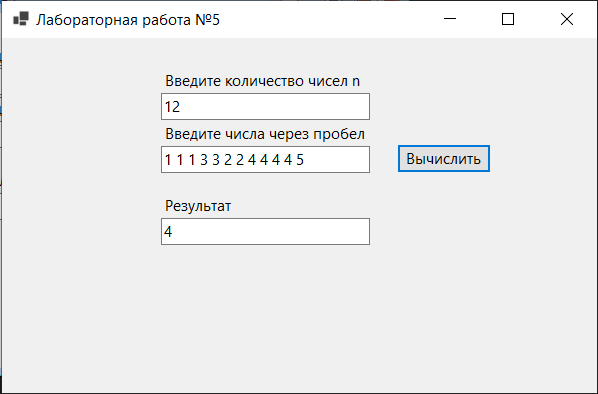 Лабораторная работа №5
Введите количество чисел n
12
Введите числа через пробел
1 1 1 3 3 2 2 4 4 4 4 5
Вычислить
Результат
4